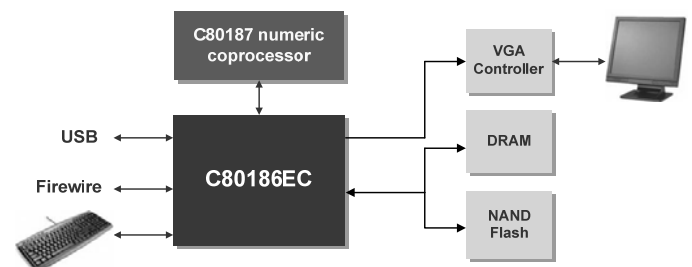 C80187 numeric
coprocessor
VGA
Controller
USB
DRAM
C80186EC
Firewire
NAND
Flash